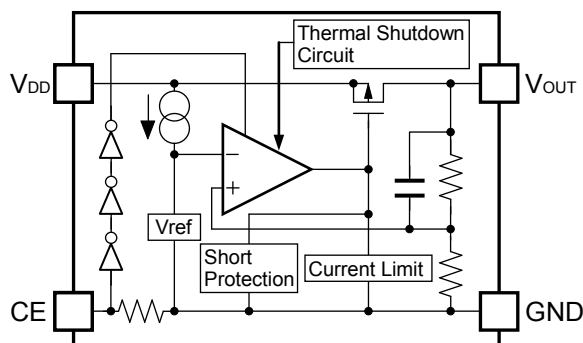 Thermal Shutdown
Circuit
VDD
VOUT
−
+
Vref
Short
Protection
Current Limit
CE
GND